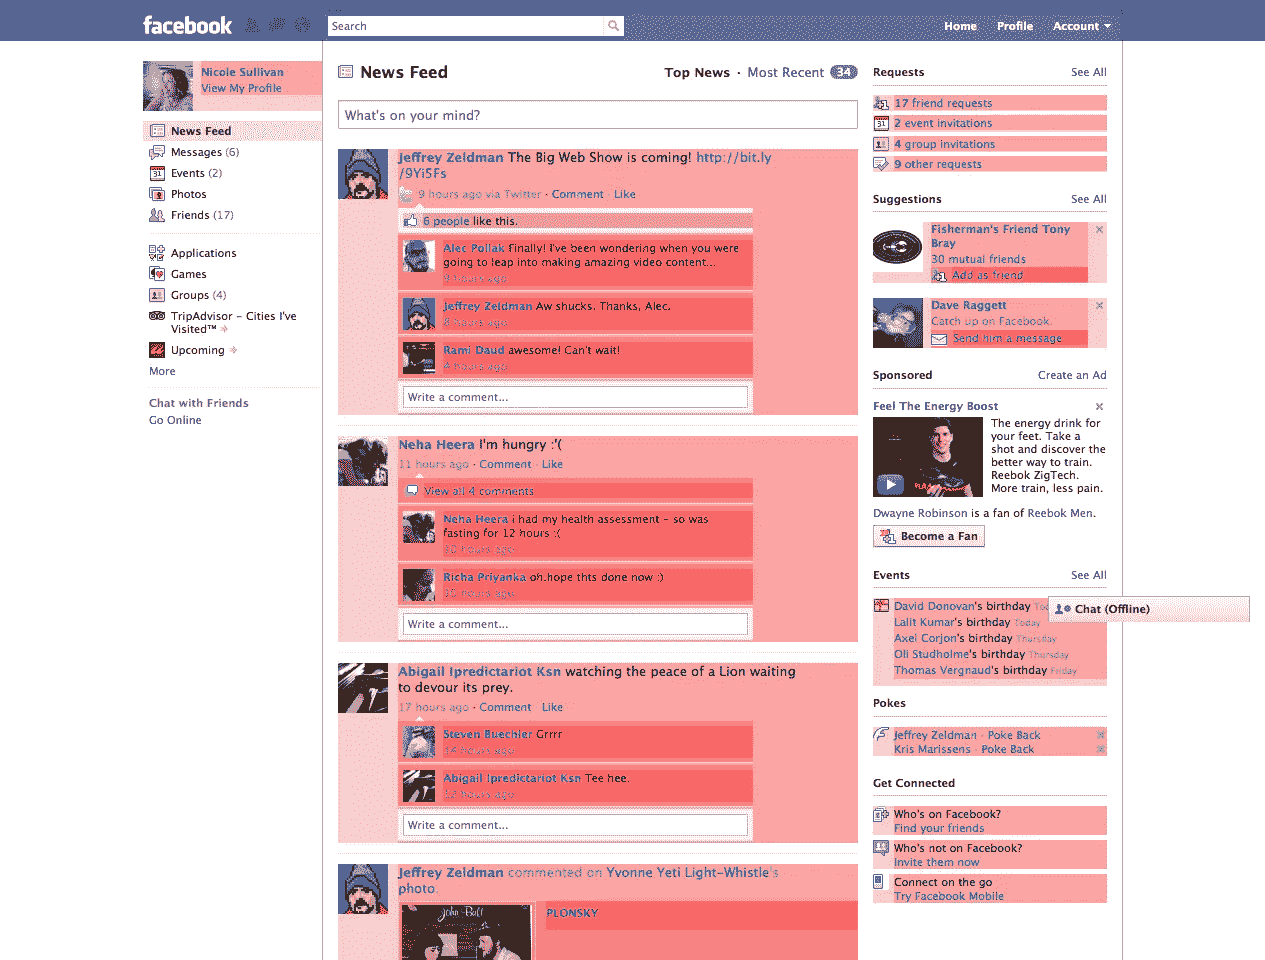 facebook
Search
Home Profile Account
Nicole Sullivan
View My Profile
News Feed
Messages (6)
Events (2)
Photos
Friends (17)
Applications
Games
Groups (4)
TripAdvisor – Cities I've
Visited™
Upcoming
More
Chat with Friends
Go Online
News Feed
Top News · Most Recent 34
What's on your mind?
Jeffrey Zeldman The Big Web Show is coming! http://bit.ly
/9Yi5Fs
9 hours ago via Twitter · Comment · Like
6 people like this.
Alec Pollak Finally! I've been wondering when you were
going to leap into making amazing video content...
9 hours ago
Jeffrey Zeldman Aw shucks. Thanks, Alec.
8 hours ago
Rami Daud awesome! Can't wait!
4 hours ago
Write a comment...
Neha Heera I'm hungry :'(
11 hours ago · Comment · Like
View all 4 comments
Neha Heera i had my health assessment – so was
fasting for 12 hours :(
10 hours ago
Richa Priyanka oh.hope thts done now :)
10 hours ago
Write a comment...
Abigail Ipredictariot Ksn watching the peace of a Lion waiting
to devour its prey.
17 hours ago · Comment · Like
Steven Buechler Grrrr
14 hours ago
Abigail Ipredictariot Ksn Tee hee.
12 hours ago
Write a comment...
Jeffrey Zeldman commented on Yvonne Yeti Light-Whistle's
photo.
John Ball
PLONSKY
Requests See All
17 friend requests
2 event invitations
4 group invitations
9 other requests
Suggestions See All
Fisherman's Friend Tony
Bray
30 mutual friends
Add as friend
Dave Raggett
Catch up on Facebook.
Send him a message
Sponsored Create an Ad
Feel The Energy Boost
The energy drink for
your feet. Take a
shot and discover the
better way to train.
Reebok ZigTech.
More train, less pain.
Dwayne Robinson is a fan of Reebok Men.
Become a Fan
Events See All
David Donovan's birthday
Chat (Offline)
Lalit Kumar's birthday Today
Axel Corjon's birthday Thursday
Oli Studholme's birthday Thursday
Thomas Vergnaud's birthday Friday
Pokes
Jeffrey Zeldman · Poke Back
Kris Marissens · Poke Back
Get Connected
Who's on Facebook?
Find your friends
Who's not on Facebook?
Invite them now
Connect on the go
Try Facebook Mobile